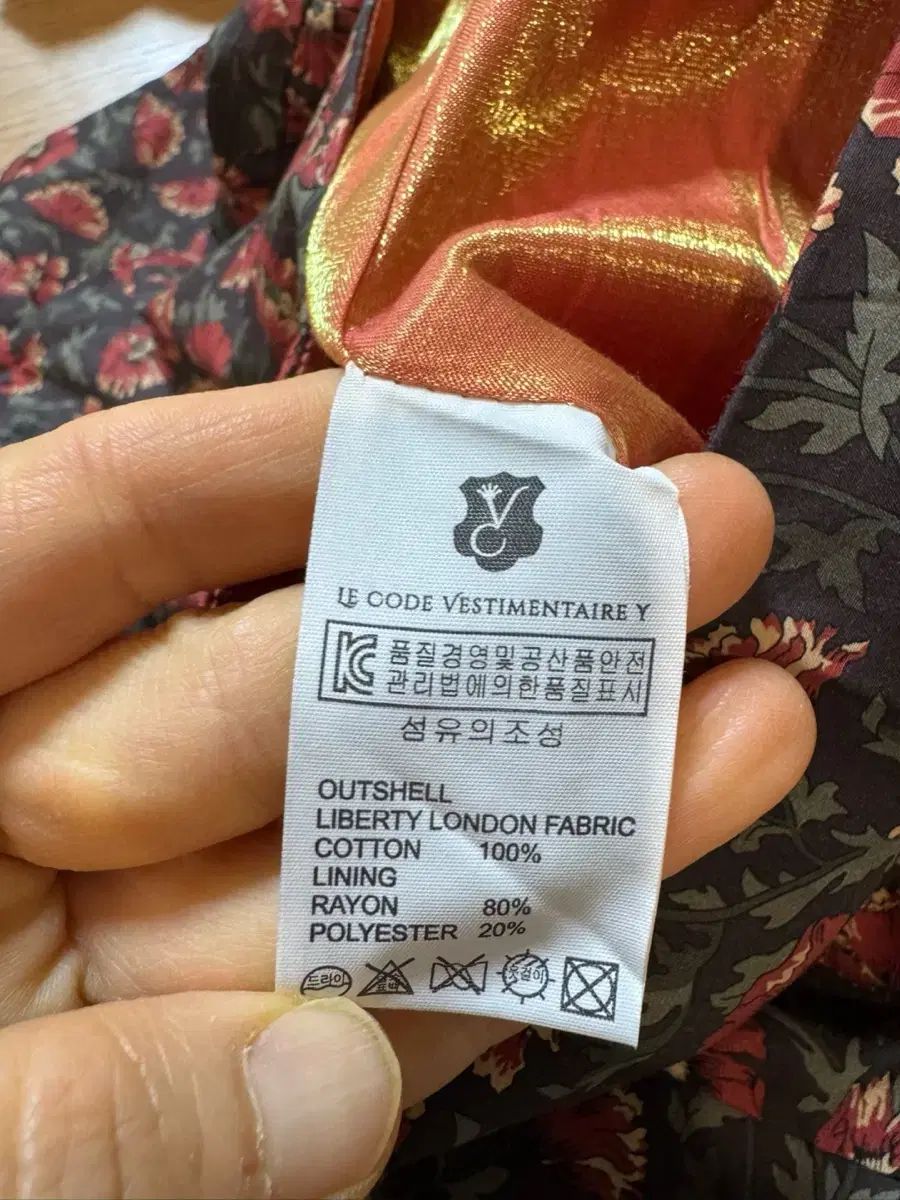 LE CODE VESTIMENTAIRE Y
품질경영및공산품안전
관리법에의한품질표시
섬유의조성
OUTSHELL
LIBERTY LONDON FABRIC
COTTON 100%
LINING
RAYON 80%
POLYESTER 20%
드라이